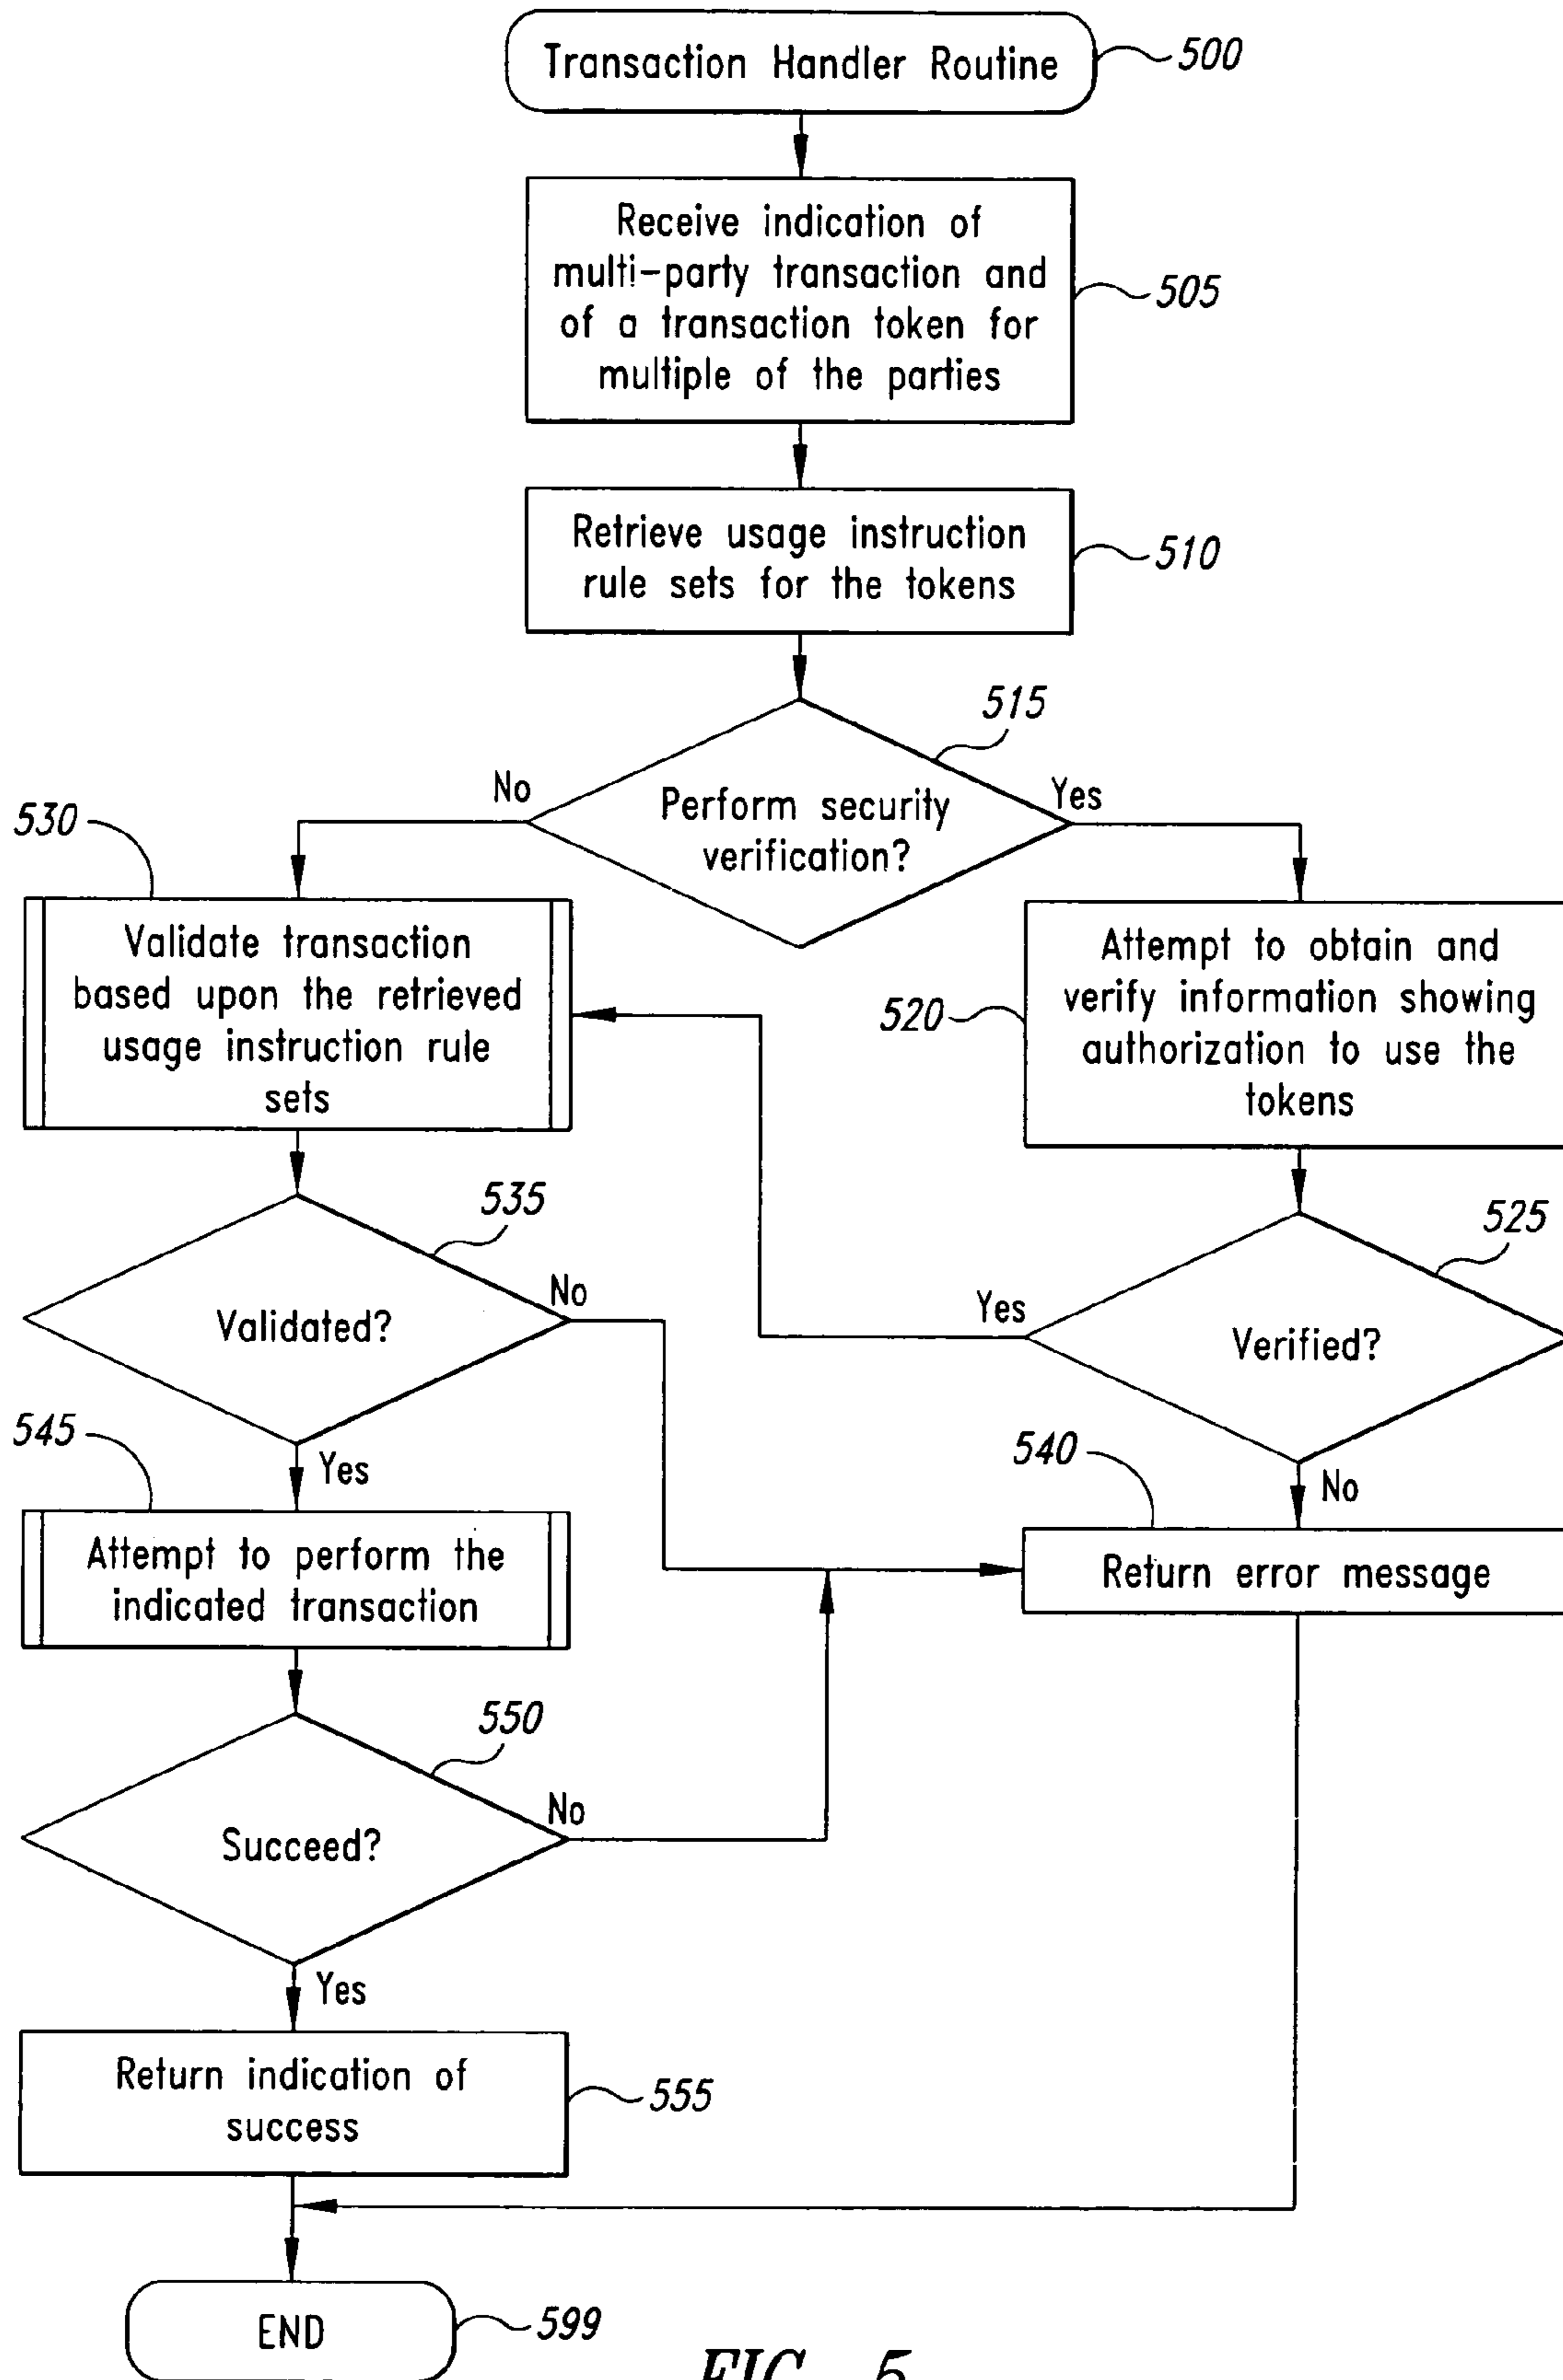 Transaction Handler Routine
500
Receive indication of
multi-party transaction and
of a transaction token for
multiple of the parties
505
Retrieve usage instruction
rule sets for the tokens
510
515
Perform security
verification?
No
Yes
530
Validate transaction
based upon the retrieved
usage instruction rule
sets
520
Attempt to obtain and
verify information showing
authorization to use the
tokens
535
Validated?
No
Yes
525
Verified?
Yes
No
545
Attempt to perform the
indicated transaction
540
Return error message
550
Succeed?
No
Yes
Return indication of
success
555
END
599
FIG. 5